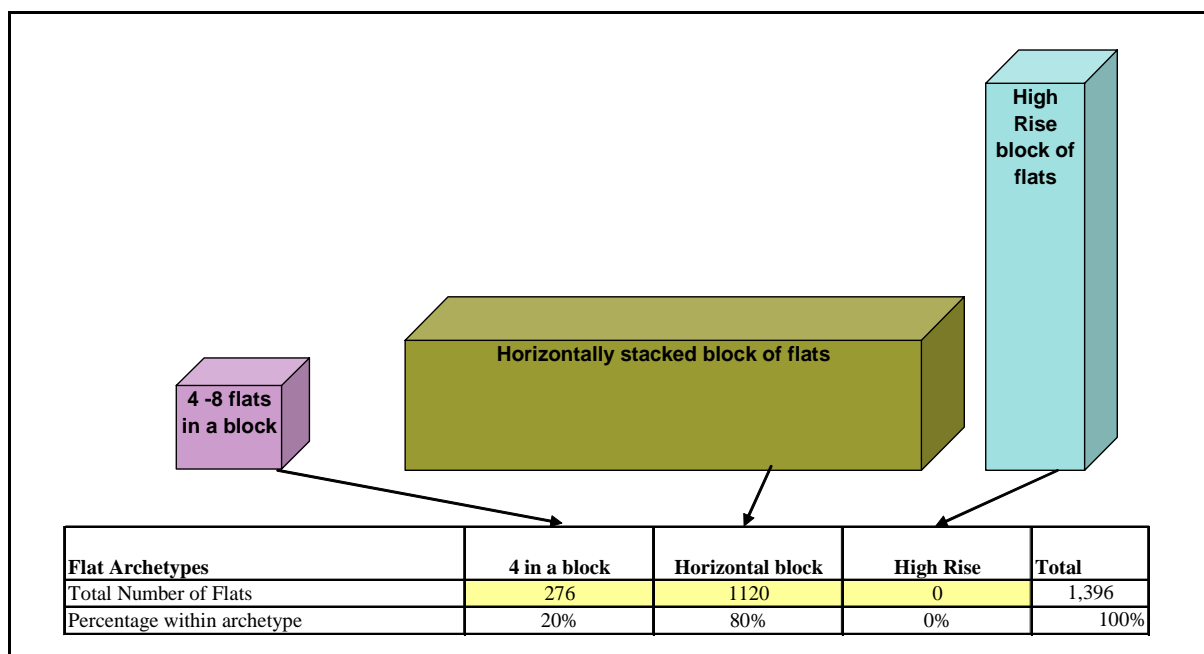 High
Rise
block of
flats
Horizontally stacked block of flats
4 -8 flats
in a block
Flat Archetypes 4 in a block Horizontal block High Rise Total
Total Number of Flats 276 1120 0 1,396
Percentage within archetype 20% 80% 0% 100%